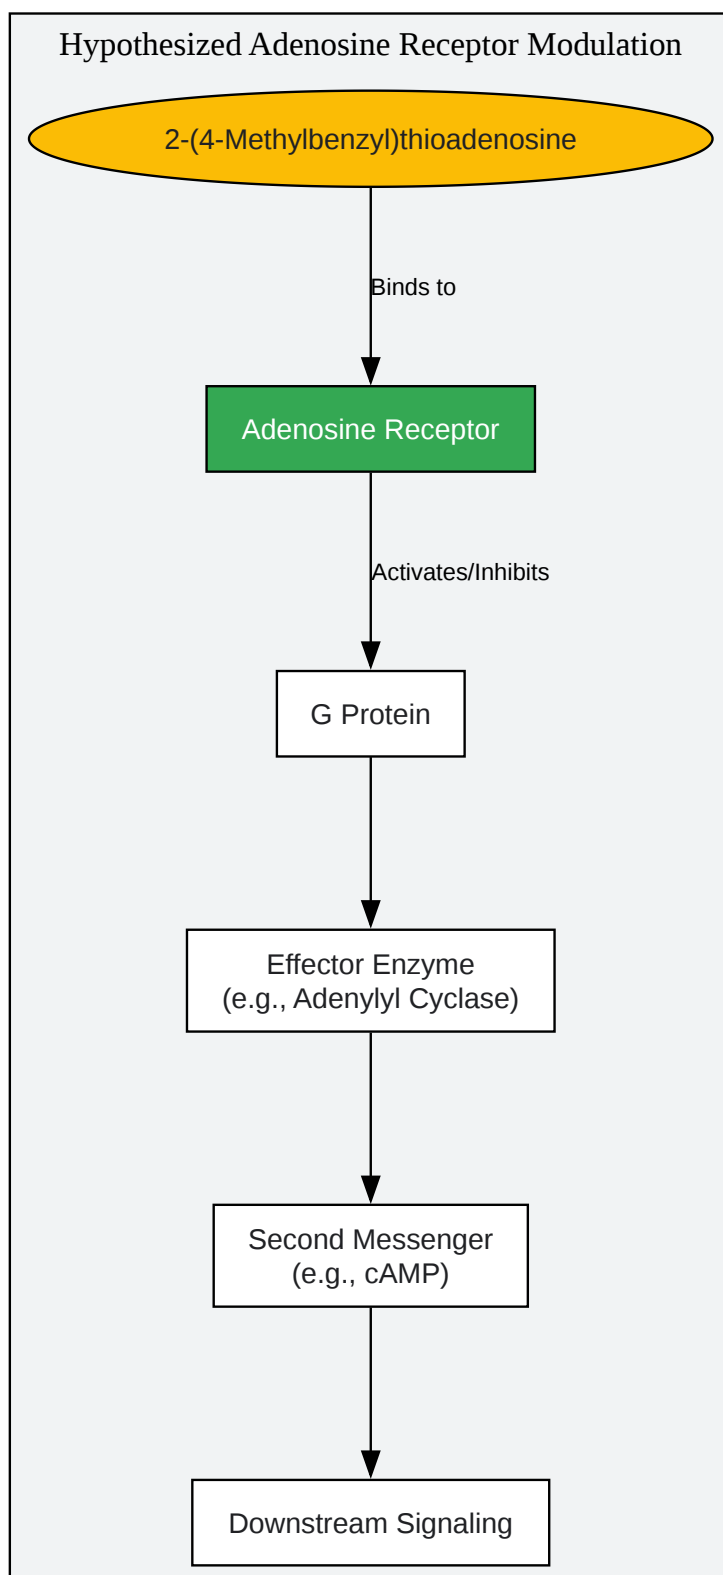 Hypothesized Adenosine Receptor Modulation
2-(4-Methylbenzyl)thioadenosine
Binds to
Adenosine Receptor
Activates/Inhibits
G Protein
Effector Enzyme
(e.g., Adenylyl Cyclase)
Second Messenger
(e.g., cAMP)
Downstream Signaling